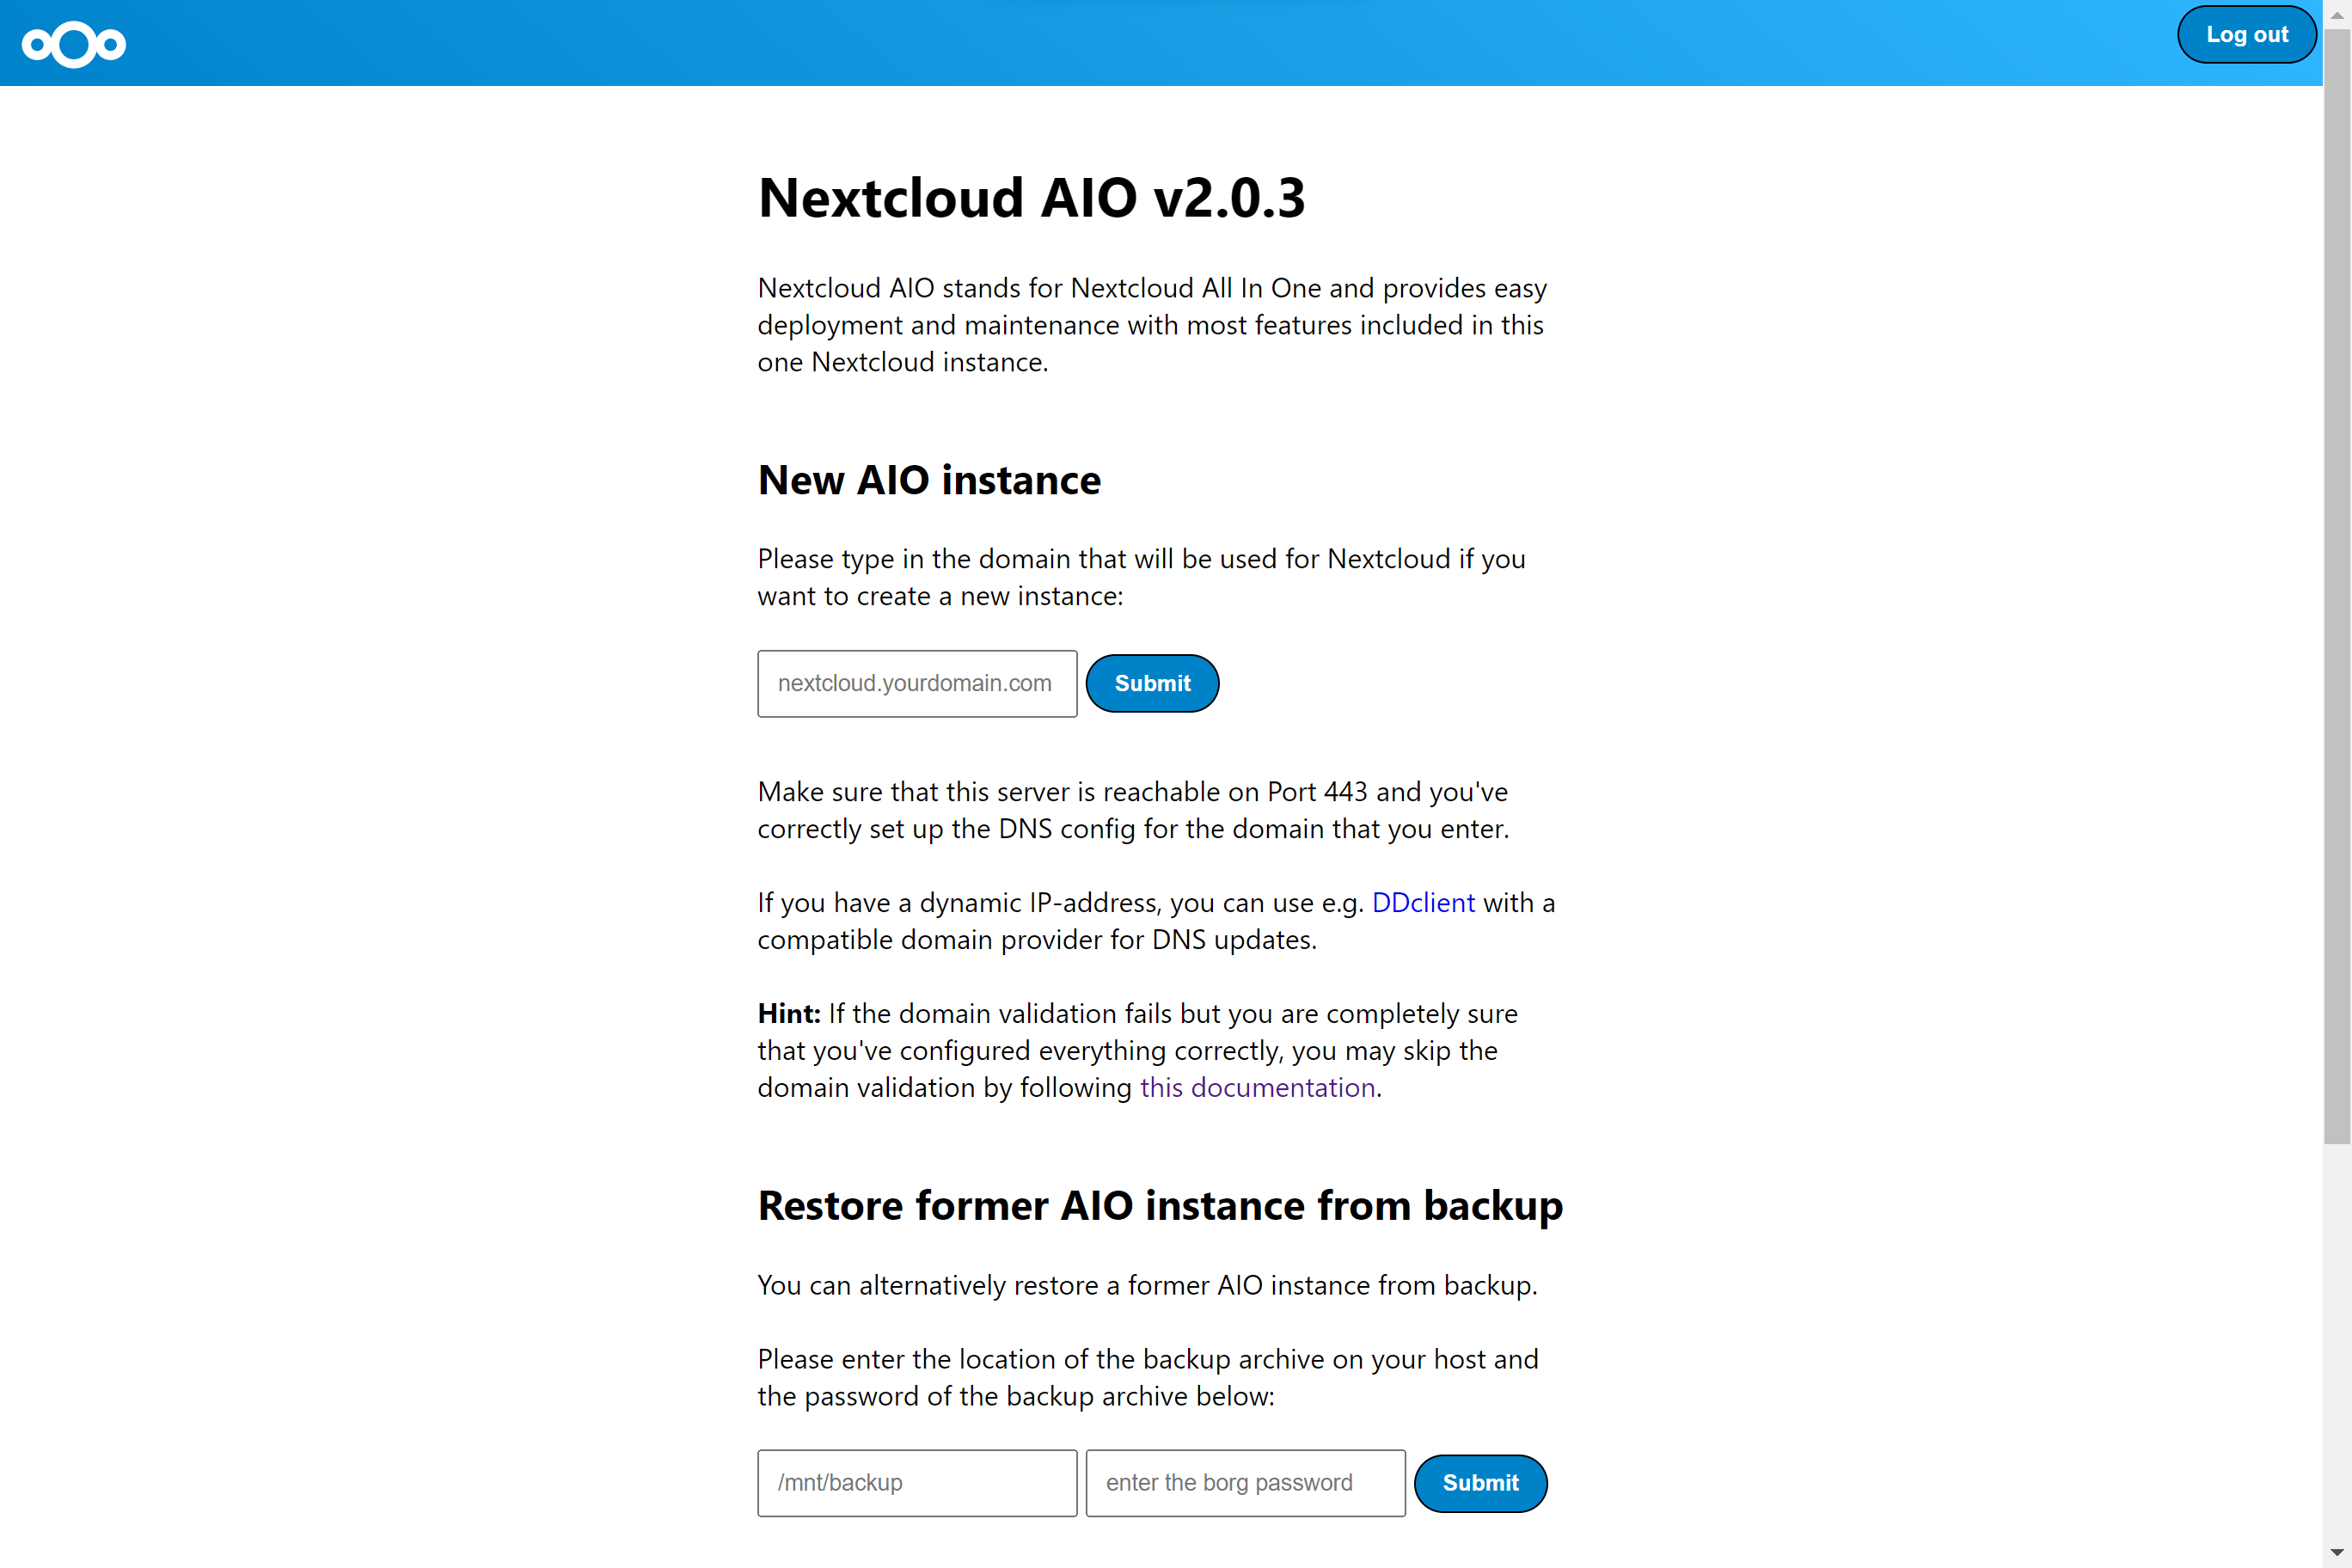 Log out
Nextcloud AIO v2.0.3
Nextcloud AIO stands for Nextcloud All In One and provides easy
deployment and maintenance with most features included in this
one Nextcloud instance.
New AIO instance
Please type in the domain that will be used for Nextcloud if you
want to create a new instance:
nextcloud.yourdomain.com Submit
Make sure that this server is reachable on Port 443 and you've
correctly set up the DNS config for the domain that you enter.
If you have a dynamic IP-address, you can use e.g. DDclient with a
compatible domain provider for DNS updates.
Hint: If the domain validation fails but you are completely sure
that you've configured everything correctly, you may skip the
domain validation by following this documentation.
Restore former AIO instance from backup
You can alternatively restore a former AIO instance from backup.
Please enter the location of the backup archive on your host and
the password of the backup archive below:
/mnt/backup enter the borg password Submit